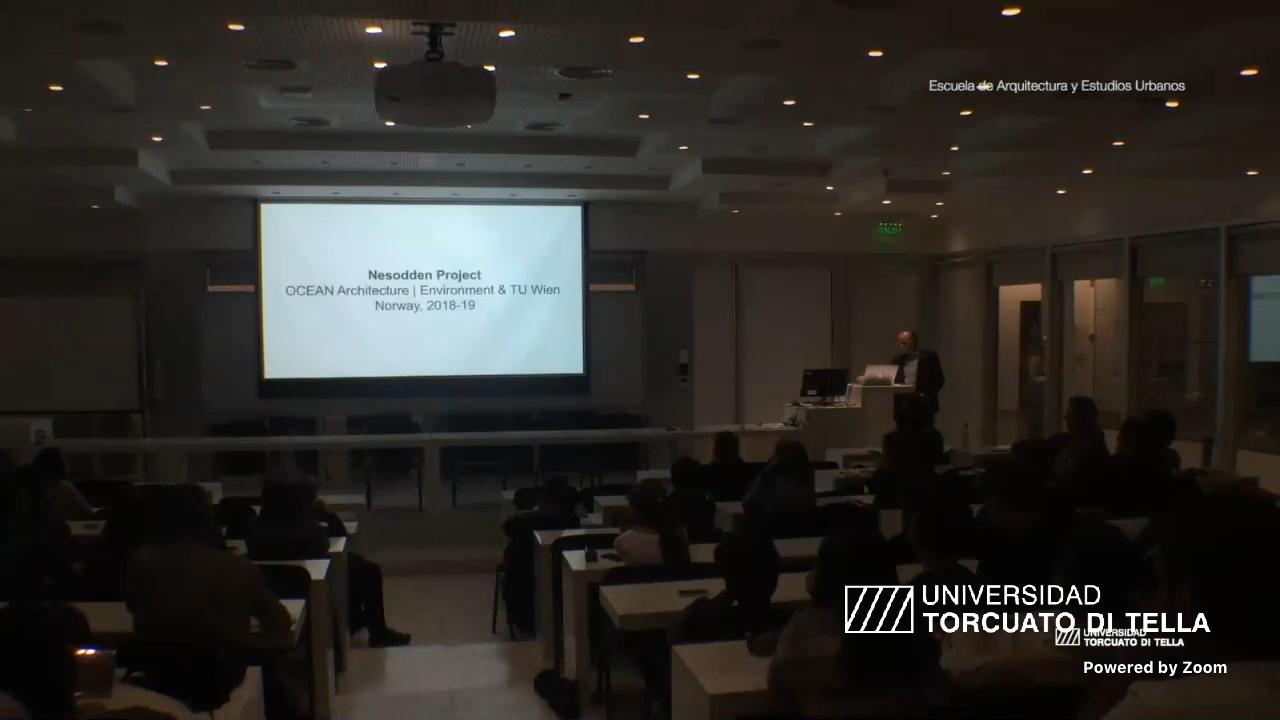 Escuela de Arquitectura y Estudios Urbanos
SALIDA
Nesodden Project
OCEAN Architecture | Environment & TU Wien
Norway, 2018-19
UNIVERSIDAD
TORCUATO DI TELLA
UNIVERSIDAD
TORCUATO DI TELLA
Powered by Zoom